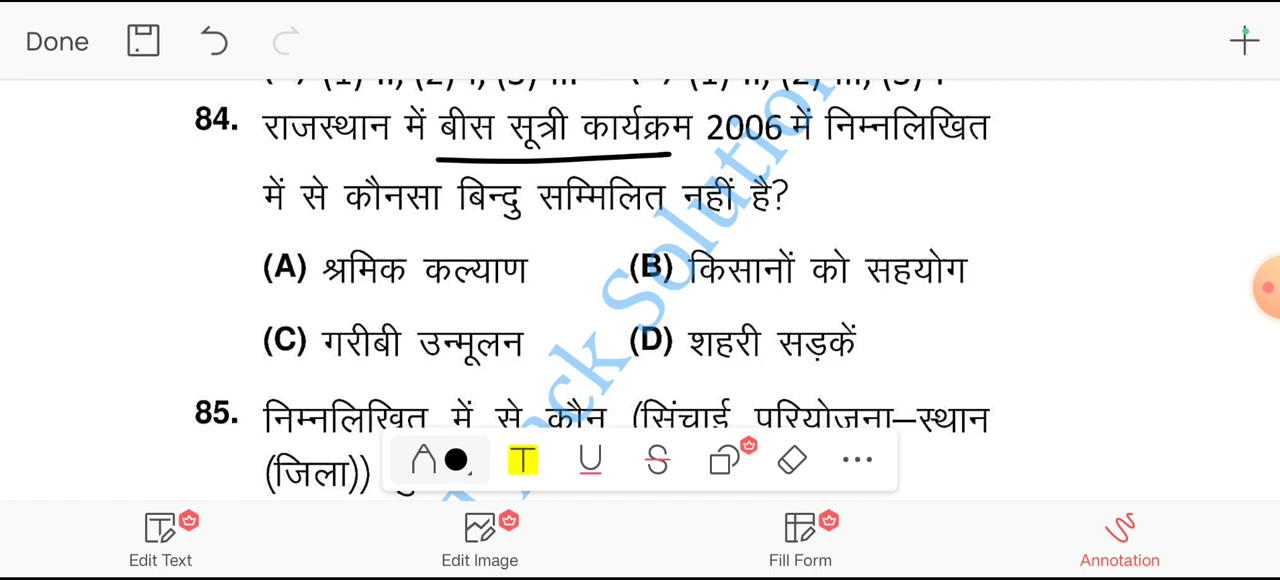 Done
84. राजस्थान में बीस सूत्री कार्यक्रम 2006 में निम्नलिखित
में से कौनसा बिन्दु सम्मिलित नहीं है?
(A) श्रमिक कल्याण (B) किसानों को सहयोग
(C) गरीबी उन्मूलन (D) शहरी सड़कें
85. निम्नलिखित में से कौन (सिंचाई परियोजना–स्थान
(जिला))
Edit Text Edit Image Fill Form Annotation